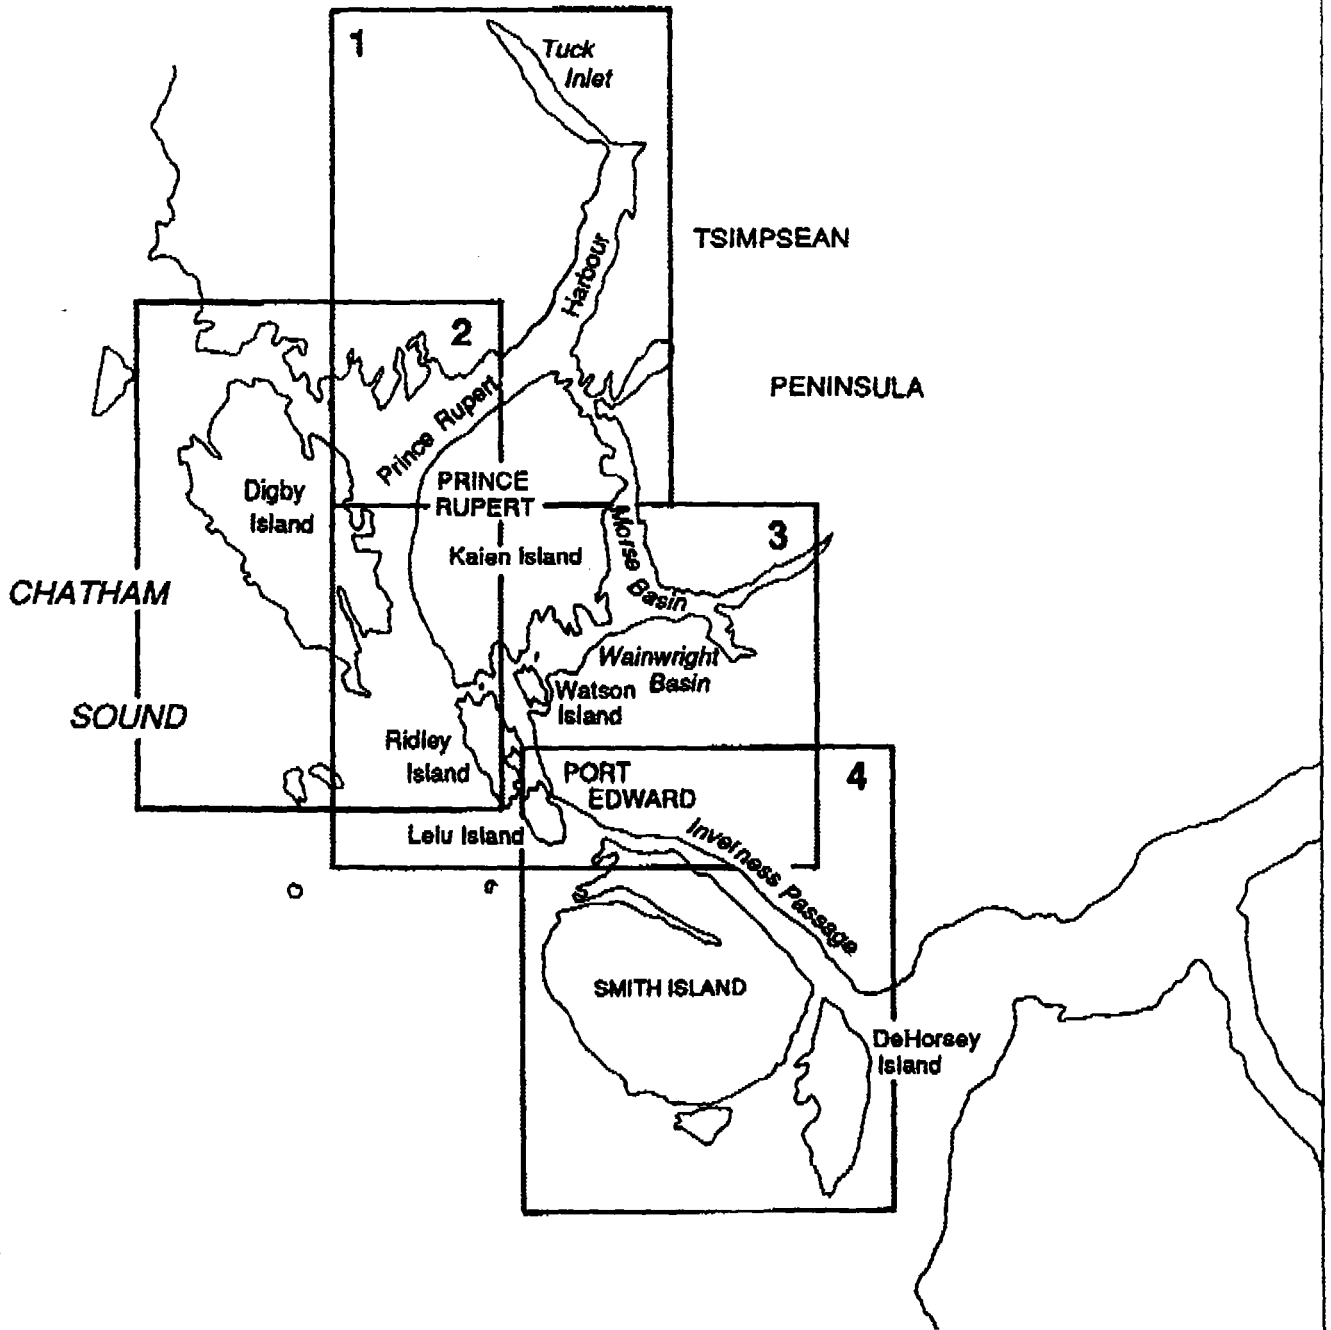 1
Tuck
Inlet
TSIMPSEAN
Harbour
2
PENINSULA
Prince Rupert
PRINCE
RUPERT
Digby
Island
3
Morse
Basin
Kaien Island
CHATHAM
Wainwright
Basin
Watson
Island
SOUND
Ridley
Island
PORT
EDWARD
4
Lelu Island
Inverness Passage
SMITH ISLAND
DeHorsey
Island